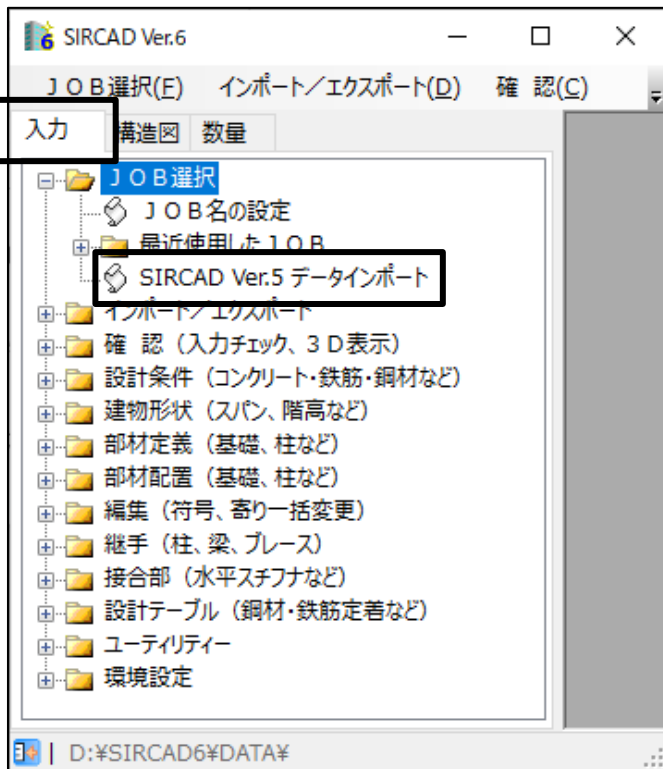 SIRCAD Ver.6
ＪＯＢ選択(F) インポート／エクスポート(D) 確 認(C)
入力 構造図 数量
ＪＯＢ選択
ＪＯＢ名の設定
最近使用したＪＯＢ
SIRCAD Ver.5 データインポート
インポート／エクスポート
確 認（入力チェック、３Ｄ表示）
設計条件（コンクリート・鉄筋・鋼材など）
建物形状（スパン、階高など）
部材定義（基礎、柱など）
部材配置（基礎、柱など）
編集（符号、寄り一括変更）
継手（柱、梁、ブレース）
接合部（水平スチフナなど）
設計テーブル（鋼材・鉄筋定着など）
ユーティリティー
環境設定
D:¥SIRCAD6¥DATA¥